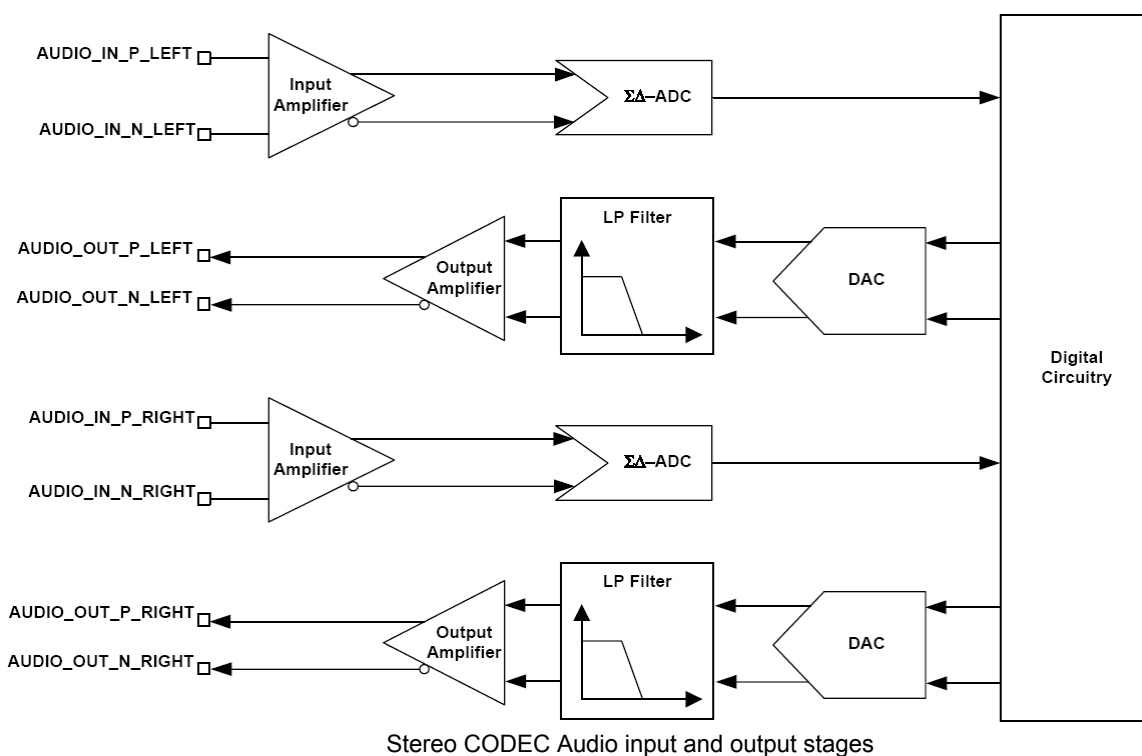 AUDIO_IN_P_LEFT
Input
Amplifier
ΣΔ–ADC
AUDIO_IN_N_LEFT
LP Filter
AUDIO_OUT_P_LEFT
Output
Amplifier
DAC
AUDIO_OUT_N_LEFT
Digital
Circuitry
AUDIO_IN_P_RIGHT
Input
Amplifier
ΣΔ–ADC
AUDIO_IN_N_RIGHT
LP Filter
AUDIO_OUT_P_RIGHT
Output
Amplifier
DAC
AUDIO_OUT_N_RIGHT
Stereo CODEC Audio input and output stages